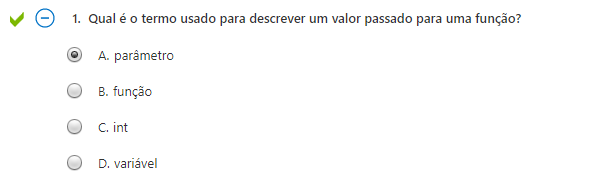 1. Qual é o termo usado para descrever um valor passado para uma função?
A. parâmetro
B. função
C. int
D. variável